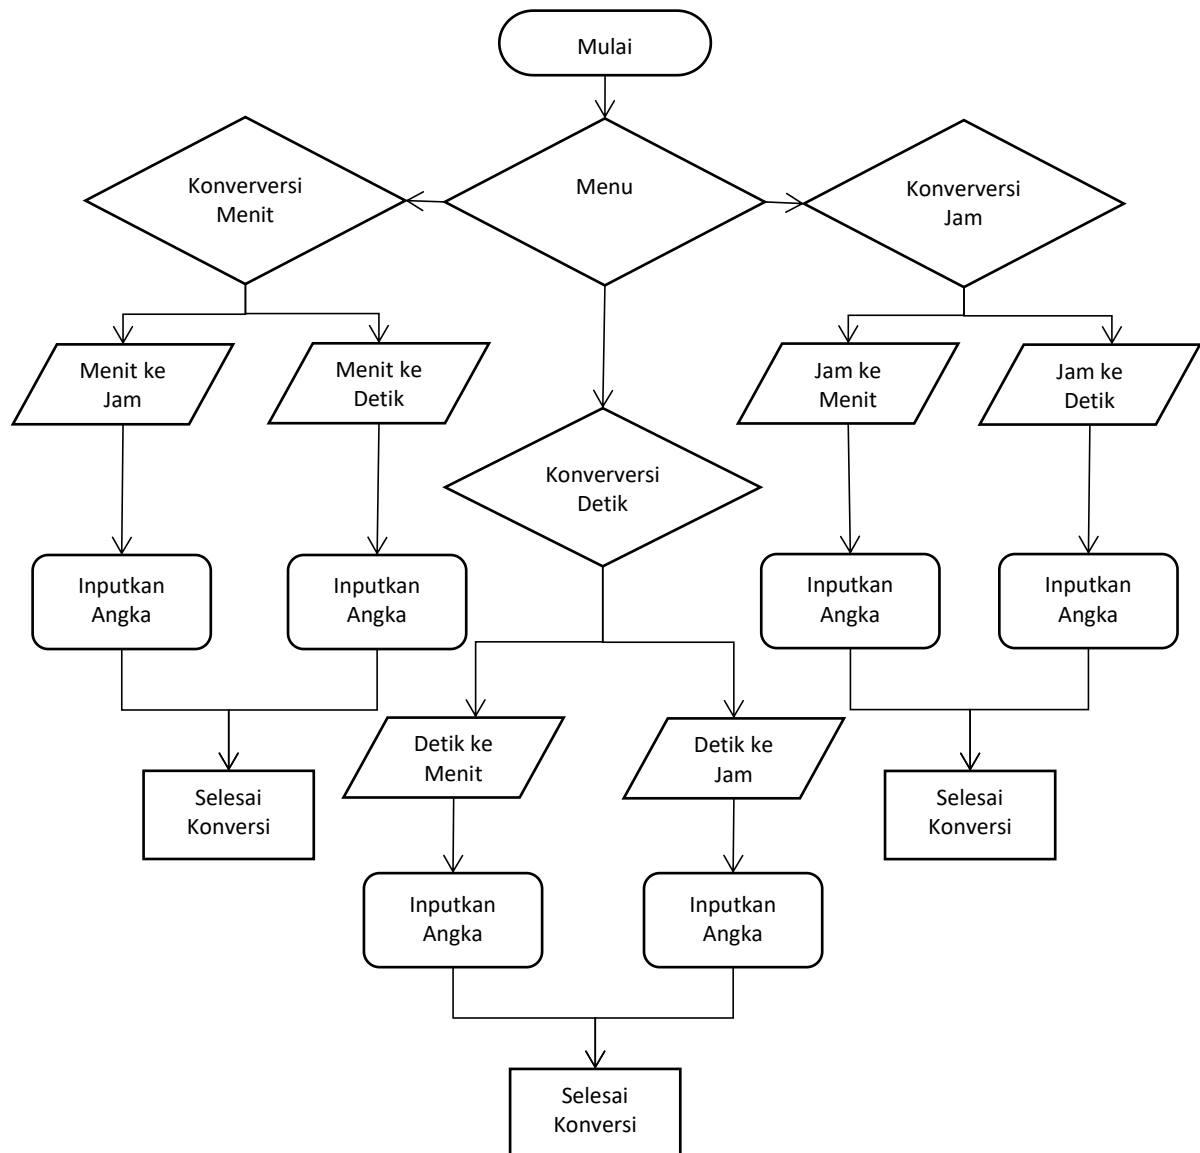 Mulai
Konverversi
Menit
Menu
Konverversi
Jam
Menit ke
Jam
Menit ke
Detik
Jam ke
Menit
Jam ke
Detik
Konverversi
Detik
Inputkan
Angka
Inputkan
Angka
Inputkan
Angka
Inputkan
Angka
Detik ke
Menit
Detik ke
Jam
Selesai
Konversi
Selesai
Konversi
Inputkan
Angka
Inputkan
Angka
Selesai
Konversi